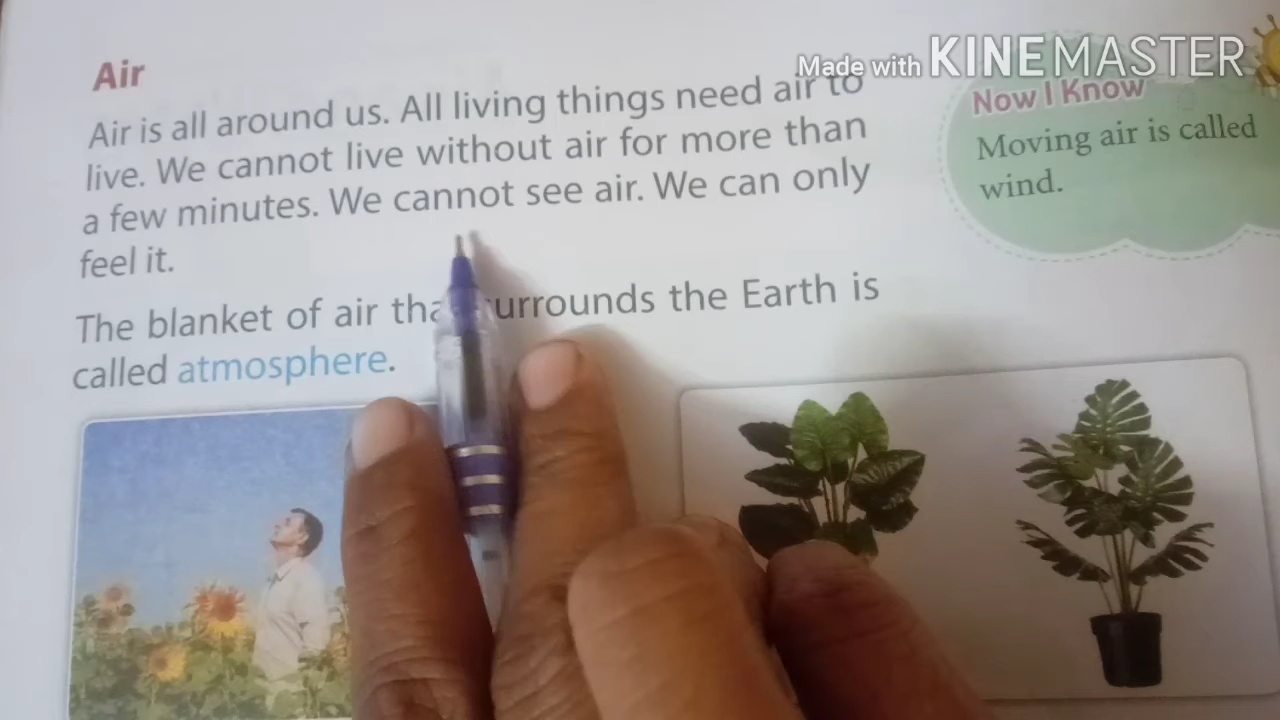 Made with KINEMASTER
Air
Air is all around us. All living things need air to
live. We cannot live without air for more than
a few minutes. We cannot see air. We can only
feel it.
The blanket of air surrounds the Earth is
called atmosphere.
Now I Know
Moving air is called
wind.